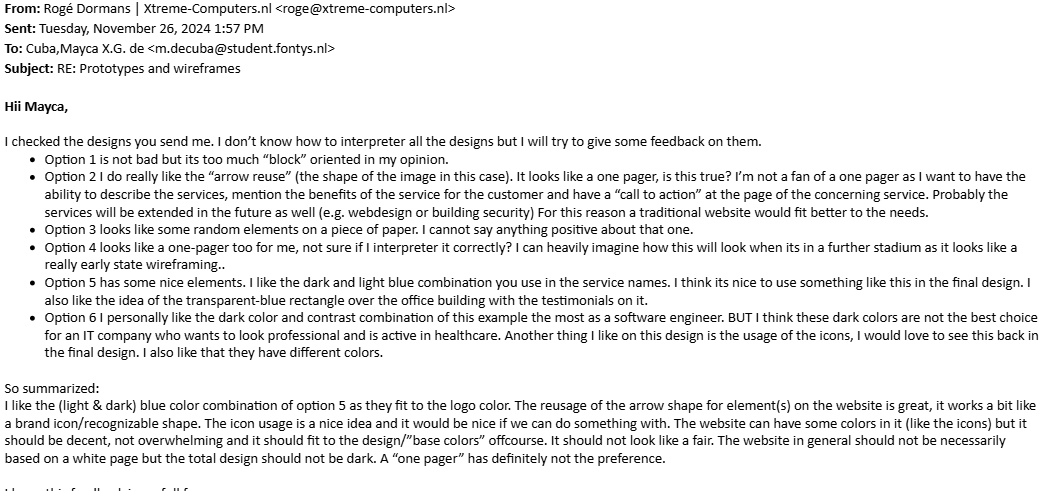 From: Rogé Dormans | Xtreme-Computers.nl <roge@xtreme-computers.nl>
Sent: Tuesday, November 26, 2024 1:57 PM
To: Cuba,Mayca X.G. de <m.decuba@student.fontys.nl>
Subject: RE: Prototypes and wireframes
Hii Mayca,
I checked the designs you send me. I don’t know how to interpreter all the designs but I will try to give some feedback on them.
• Option 1 is not bad but its too much “block” oriented in my opinion.
• Option 2 I do really like the “arrow reuse” (the shape of the image in this case). It looks like a one pager, is this true? I’m not a fan of a one pager as I want to have the
ability to describe the services, mention the benefits of the service for the customer and have a “call to action” at the page of the concerning service. Probably the
services will be extended in the future as well (e.g. webdesign or building security) For this reason a traditional website would fit better to the needs.
• Option 3 looks like some random elements on a piece of paper. I cannot say anything positive about that one.
• Option 4 looks like a one-pager too for me, not sure if I interpreter it correctly? I can heavily imagine how this will look when its in a further stadium as it looks like a
really early state wireframing..
• Option 5 has some nice elements. I like the dark and light blue combination you use in the service names. I think its nice to use something like this in the final design. I
also like the idea of the transparent-blue rectangle over the office building with the testimonials on it.
• Option 6 I personally like the dark color and contrast combination of this example the most as a software engineer. BUT I think these dark colors are not the best choice
for an IT company who wants to look professional and is active in healthcare. Another thing I like on this design is the usage of the icons, I would love to see this back in
the final design. I also like that they have different colors.
So summarized:
I like the (light & dark) blue color combination of option 5 as they fit to the logo color. The reusage of the arrow shape for element(s) on the website is great, it works a bit like
a brand icon/recognizable shape. The icon usage is a nice idea and it would be nice if we can do something with. The website can have some colors in it (like the icons) but it
should be decent, not overwhelming and it should fit to the design/”base colors” offcourse. It should not look like a fair. The website in general should not be necessarily
based on a white page but the total design should not be dark. A “one pager” has definitely not the preference.